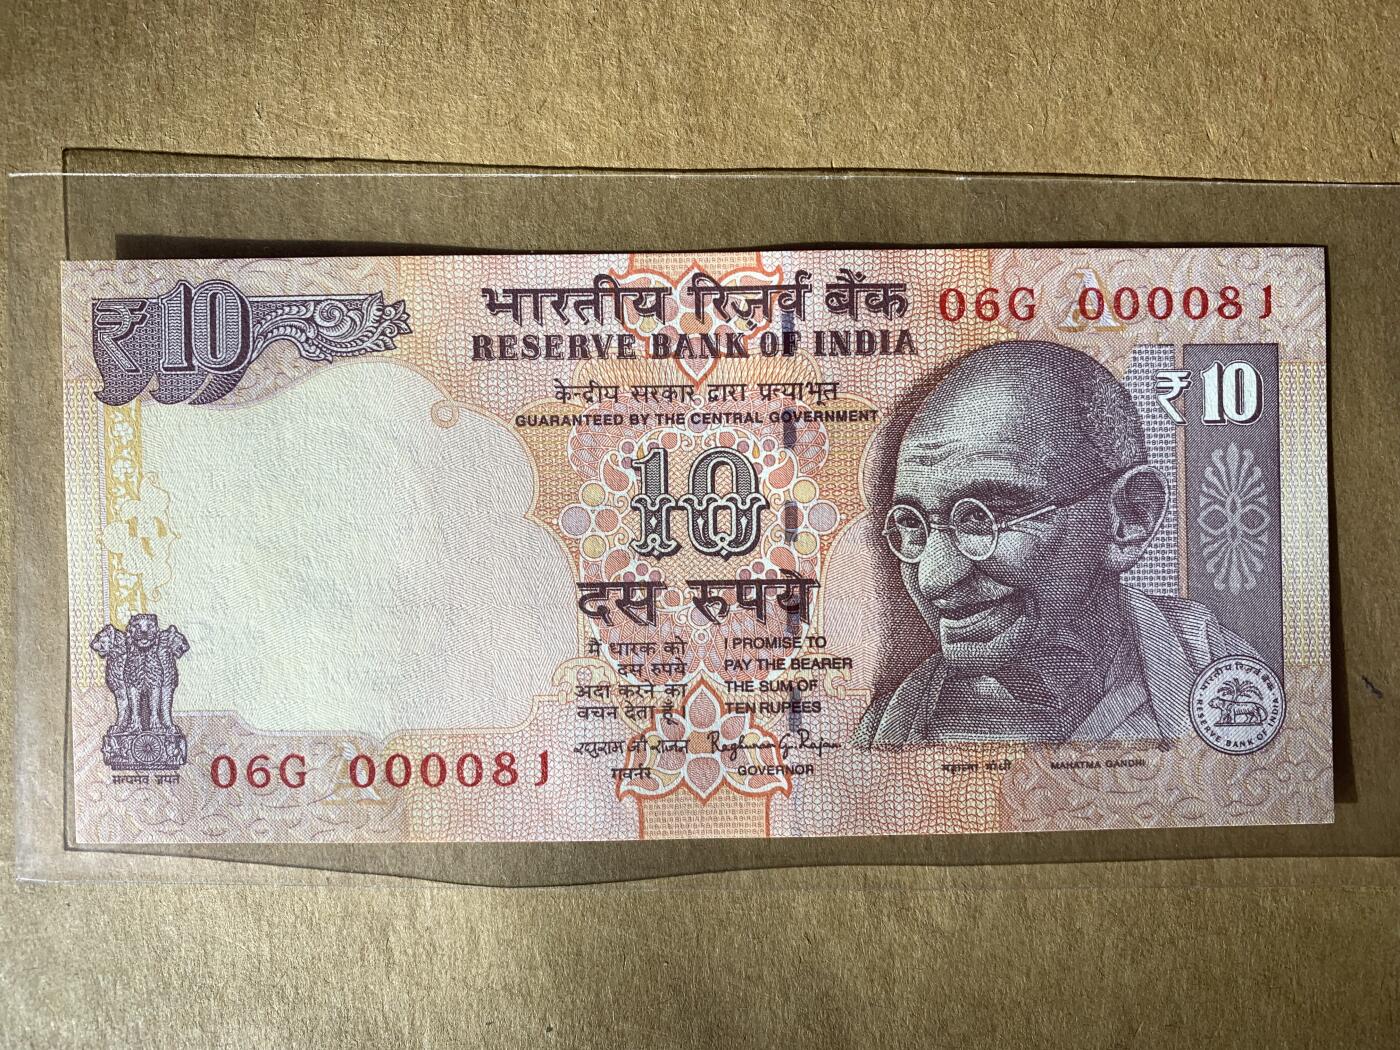 ₹10
भारतीय रिज़र्व बैंक
RESERVE BANK OF INDIA
06G 000081
केन्द्रीय सरकार द्वारा प्रत्याभूत
GUARANTEED BY THE CENTRAL GOVERNMENT
₹10
10
दस रुपये
मैं धारक को
दस रुपये
अदा करने का
वचन देता हूँ।
I PROMISE TO
PAY THE BEARER
THE SUM OF
TEN RUPEES
रघुराम जी राजन
Raghuram G. Rajan
गवर्नर
GOVERNOR
सत्यमेव जयते
06G 000081
महात्मा गांधी
MAHATMA GANDHI
भारतीय रिज़र्व बैंक
RESERVE BANK OF INDIA
A
A